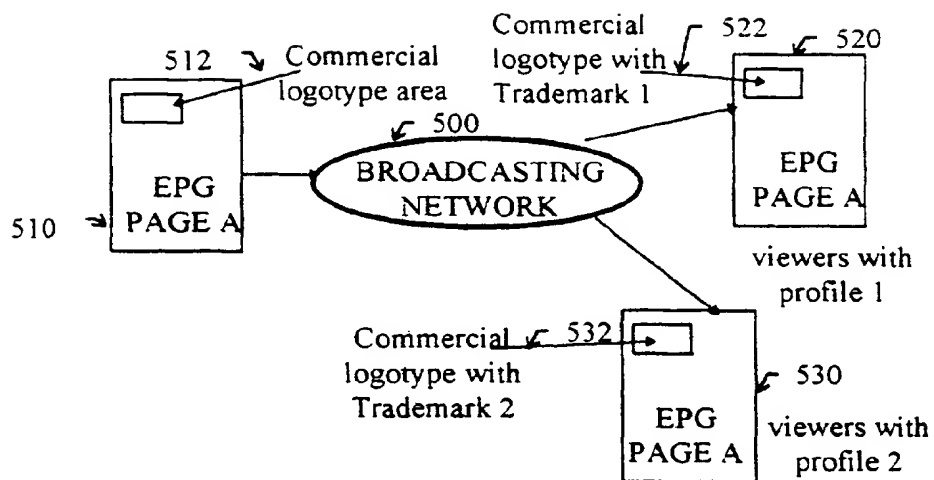 512
Commercial
logotype area
510
EPG
PAGE A
500
BROADCASTING
NETWORK
Commercial
logotype with
Trademark 1
522
520
EPG
PAGE A
viewers with
profile 1
Commercial
logotype with
Trademark 2
532
530
EPG
PAGE A
viewers with
profile 2